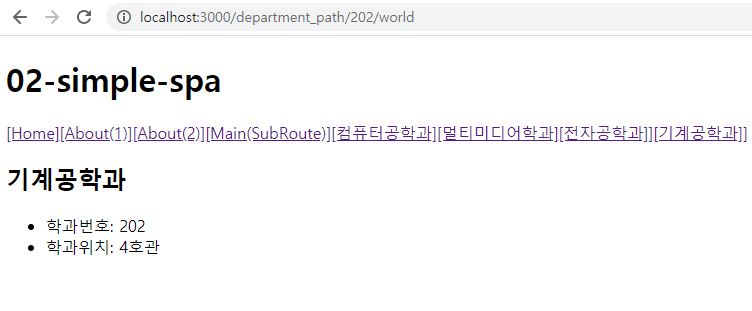 localhost:3000/department_path/202/world
02-simple-spa
[Home][About(1)][About(2)][Main(SubRoute)][컴퓨터공학과][멀티미디어학과][전자공학과]][기계공학과]]
기계공학과
학과번호: 202
학과위치: 4호관